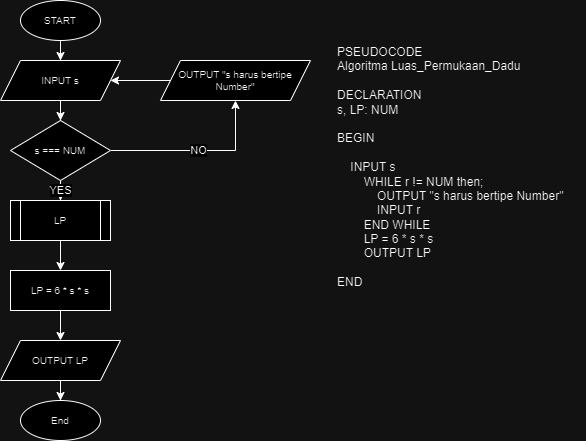 START
INPUT s
OUTPUT "s harus bertipe
Number"
s === NUM
NO
YES
LP
LP = 6 * s * s
OUTPUT LP
End
PSEUDOCODE
Algoritma Luas_Permukaan_Dadu
DECLARATION
s, LP: NUM
BEGIN
INPUT s
WHILE r != NUM then;
OUTPUT "s harus bertipe Number"
INPUT r
END WHILE
LP = 6 * s * s
OUTPUT LP
END